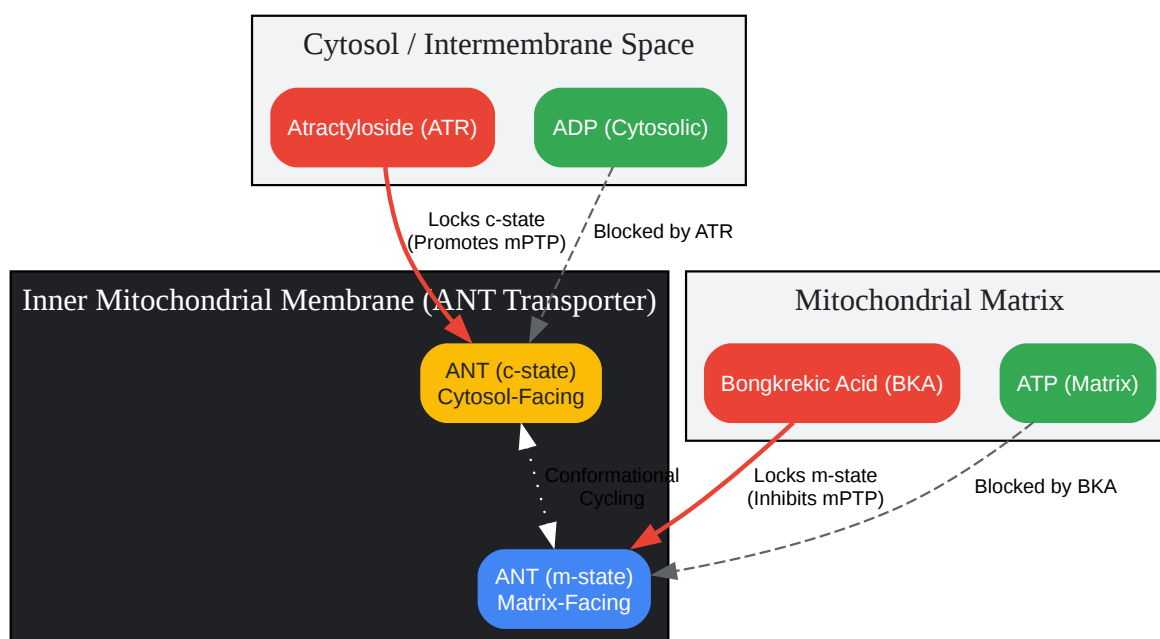 Cytosol / Intermembrane Space
Atractyloside (ATR)
ADP (Cytosolic)
Locks c-state
(Promotes mPTP)
Blocked by ATR
Inner Mitochondrial Membrane (ANT Transporter)
Mitochondrial Matrix
ANT (c-state)
Cytosol-Facing
Bongkrekic Acid (BKA)
ATP (Matrix)
Conformational
Cycling
Locks m-state
(Inhibits mPTP)
Blocked by BKA
ANT (m-state)
Matrix-Facing